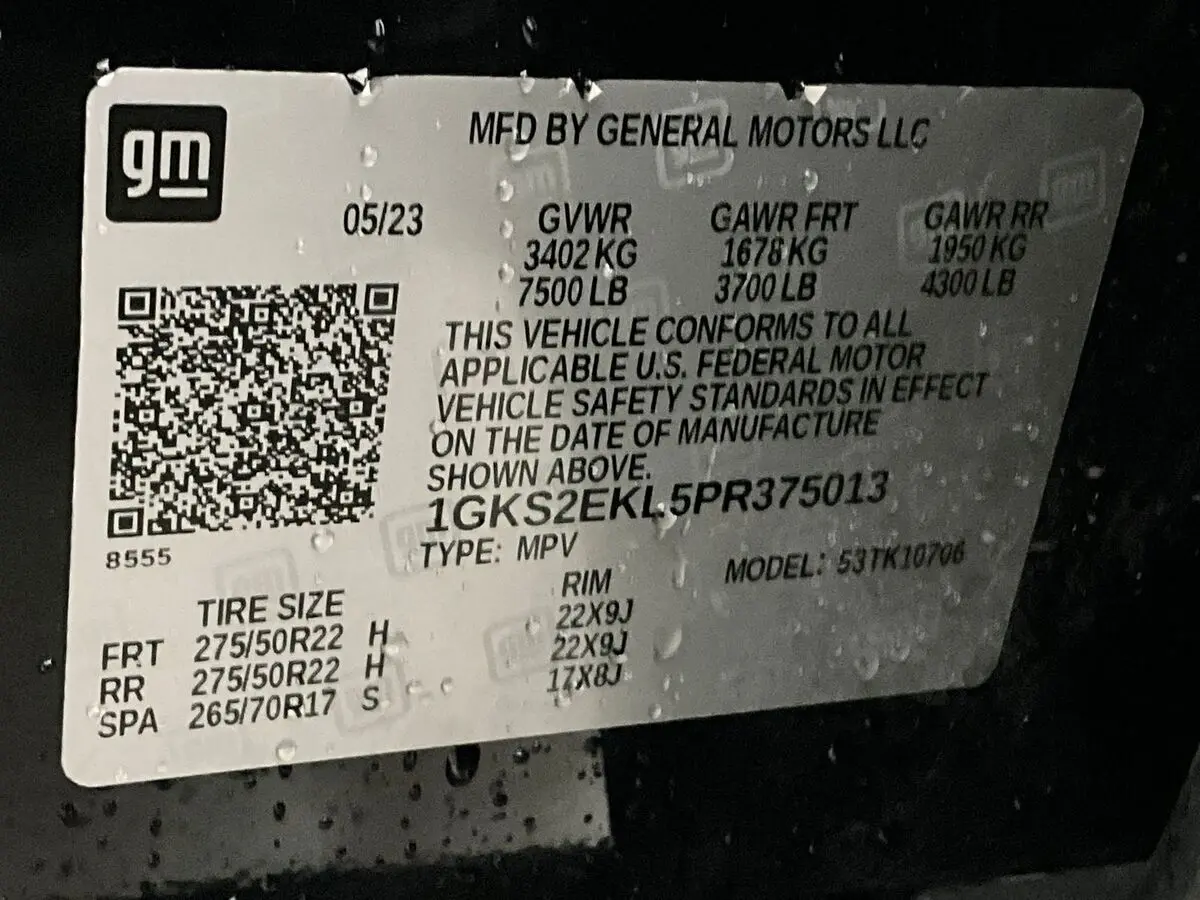 gm
MFD BY GENERAL MOTORS LLC
05/23 GVWR GAWR FRT GAWR RR
3402 KG 1678 KG 1950 KG
7500 LB 3700 LB 4300 LB
THIS VEHICLE CONFORMS TO ALL
APPLICABLE U.S. FEDERAL MOTOR
VEHICLE SAFETY STANDARDS IN EFFECT
ON THE DATE OF MANUFACTURE
SHOWN ABOVE.
1GKS2EKL5PR375013
8555
TYPE: MPV MODEL: 53TK10706
TIRE SIZE RIM
FRT 275/50R22 H 22X9J
RR 275/50R22 H 22X9J
SPA 265/70R17 S 17X8J